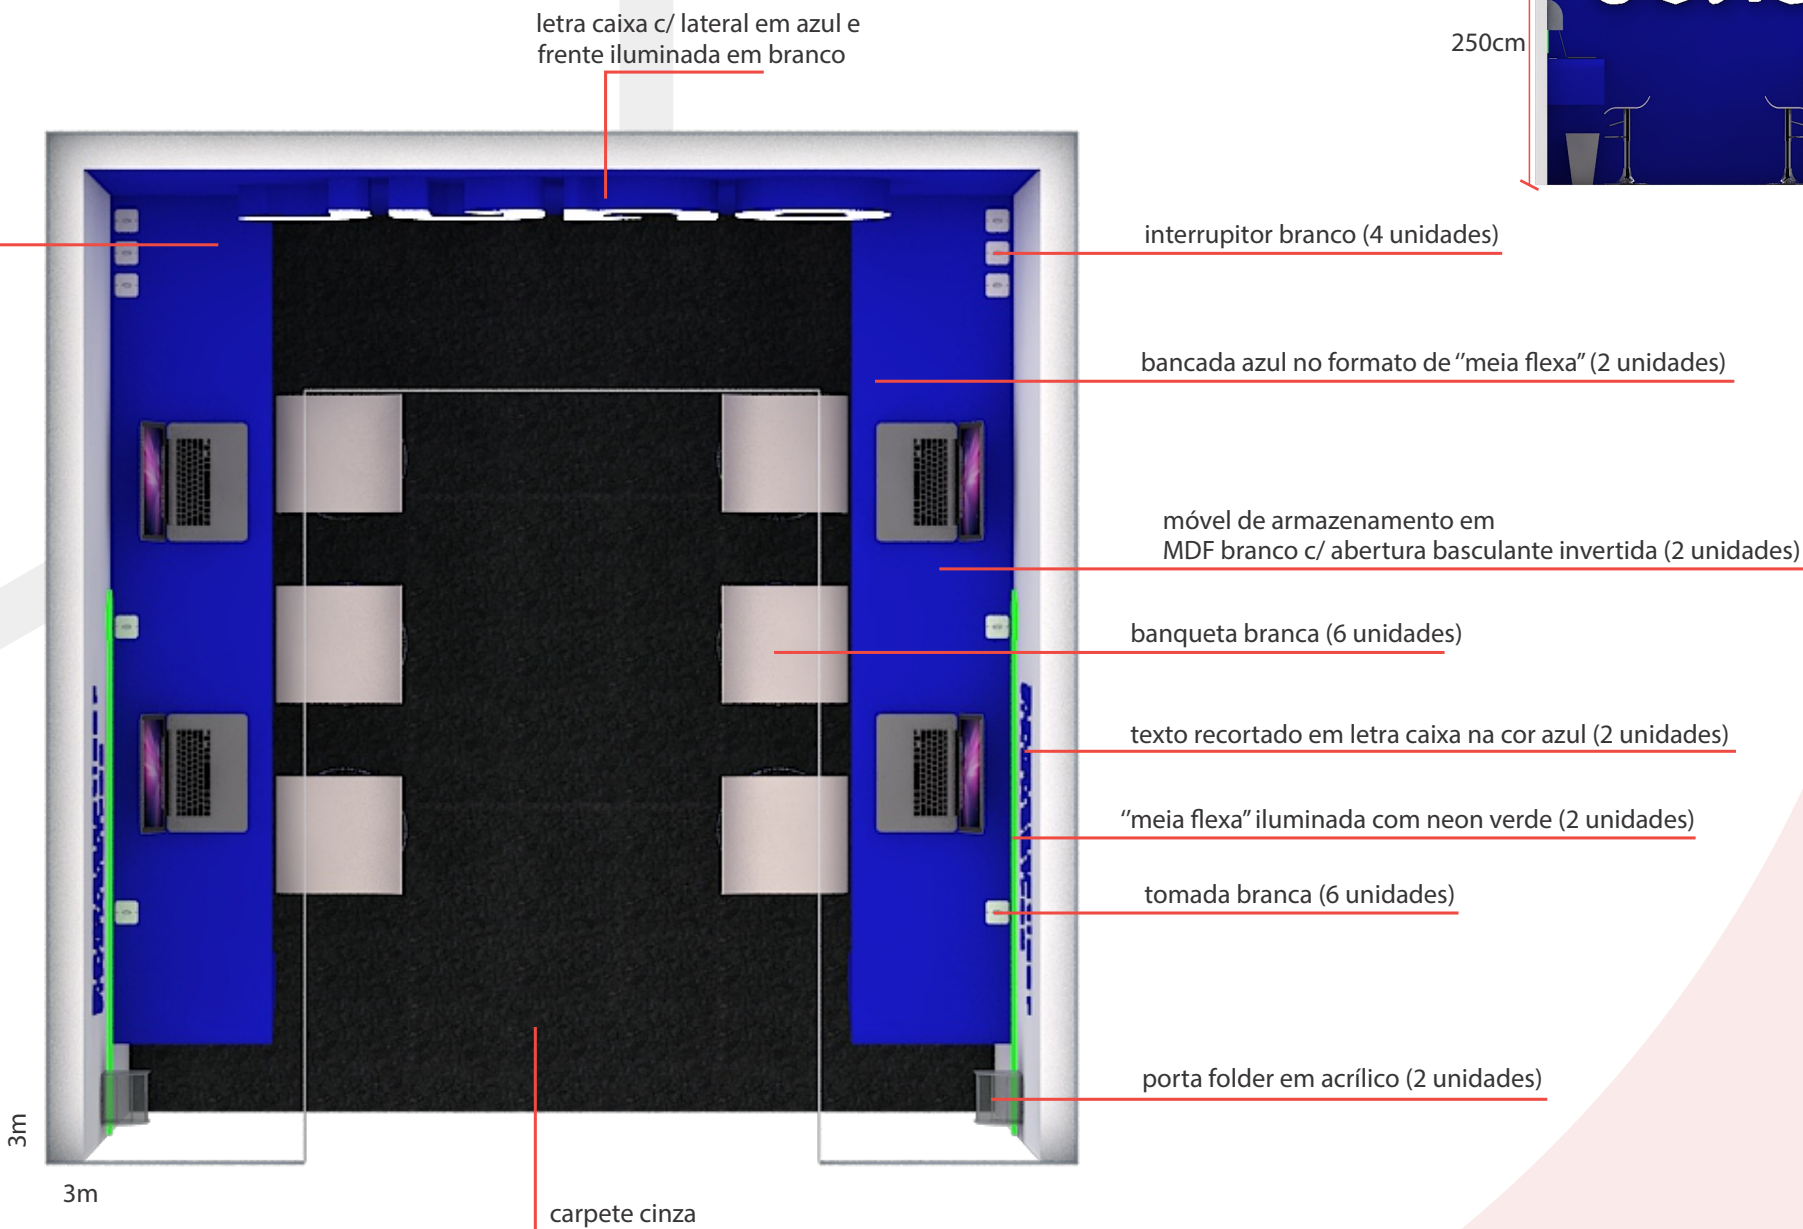 letra caixa c/ lateral em azul e
frente iluminada em branco
250cm
interrupitor branco (4 unidades)
bancada azul no formato de “meia flexa” (2 unidades)
móvel de armazenamento em
MDF branco c/ abertura basculante invertida (2 unidades)
banqueta branca (6 unidades)
texto recortado em letra caixa na cor azul (2 unidades)
“meia flexa” iluminada com neon verde (2 unidades)
tomada branca (6 unidades)
porta folder em acrílico (2 unidades)
3m
3m
carpete cinza